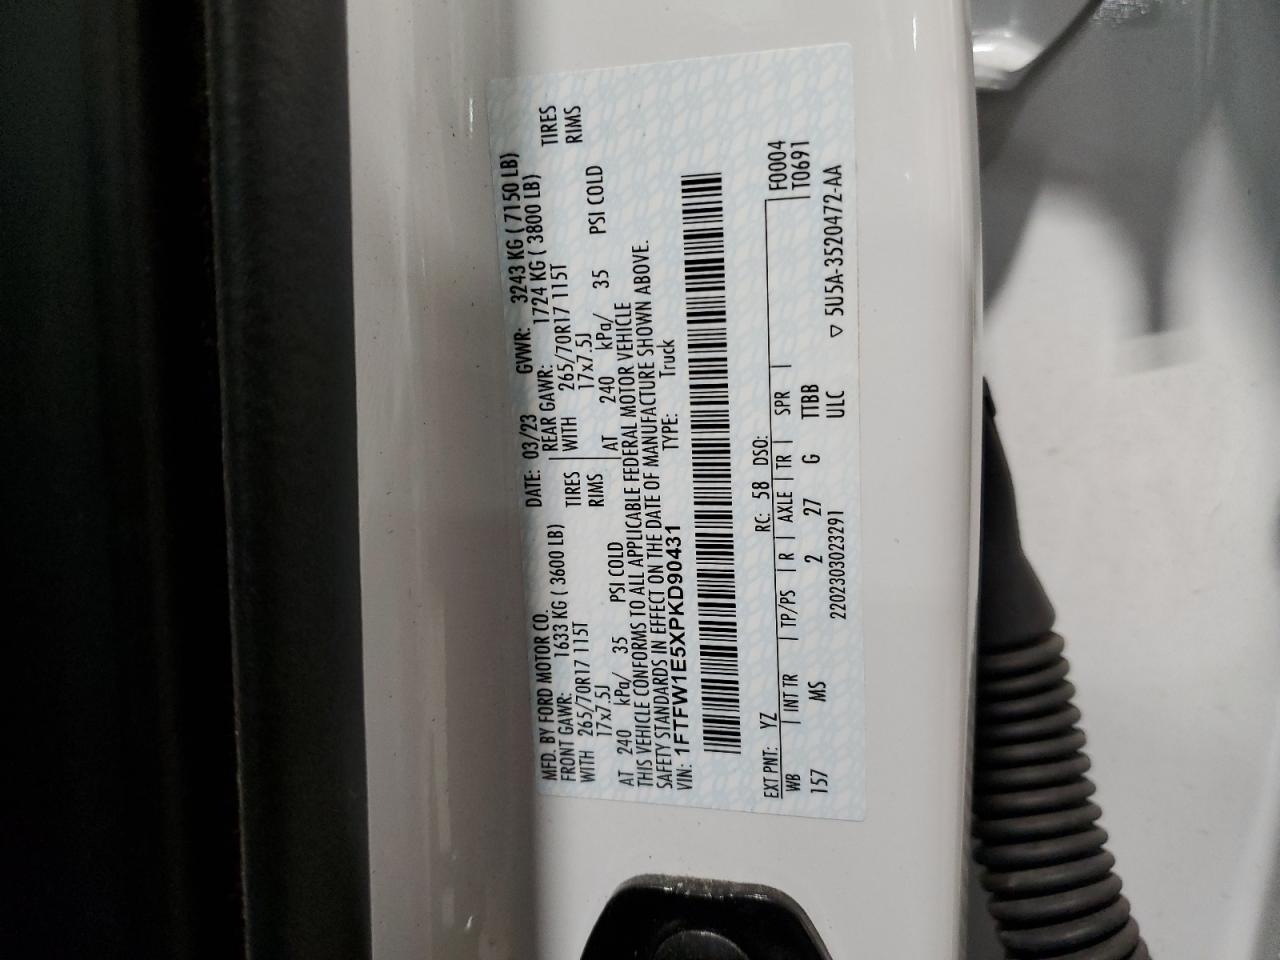 MFD. BY FORD MOTOR CO. DATE: 03/23 GVWR: 3243 KG ( 7150 LB)
FRONT GAWR: 1633 KG ( 3600 LB) REAR GAWR: 1724 KG ( 3800 LB)
WITH 265/70R17 115T TIRES WITH 265/70R17 115T TIRES
17x7.5J RIMS 17x7.5J RIMS
AT 240 kPa/ 35 PSI COLD AT 240 kPa/ 35 PSI COLD
THIS VEHICLE CONFORMS TO ALL APPLICABLE FEDERAL MOTOR VEHICLE
SAFETY STANDARDS IN EFFECT ON THE DATE OF MANUFACTURE SHOWN ABOVE.
VIN: 1FTFW1E5XPKD90431 TYPE: Truck
EXT PNT: YZ RC: 58 DSO: F0004
WB INT TR TP/PS R AXLE TR SPR T0691
157 MS 2 27 G TTBB
2202303023291 ULC ▽ 5U5A-3520472-AA